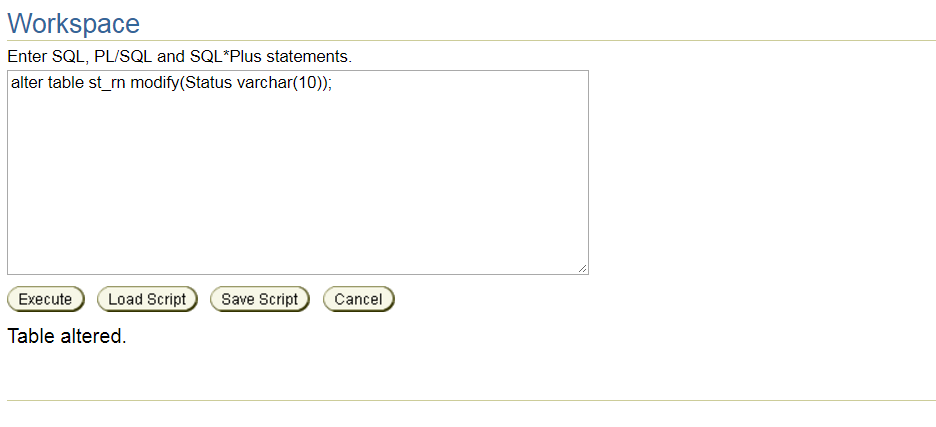 Workspace
Enter SQL, PL/SQL and SQL*Plus statements.
alter table st_rn modify(Status varchar(10));
Execute Load Script Save Script Cancel
Table altered.